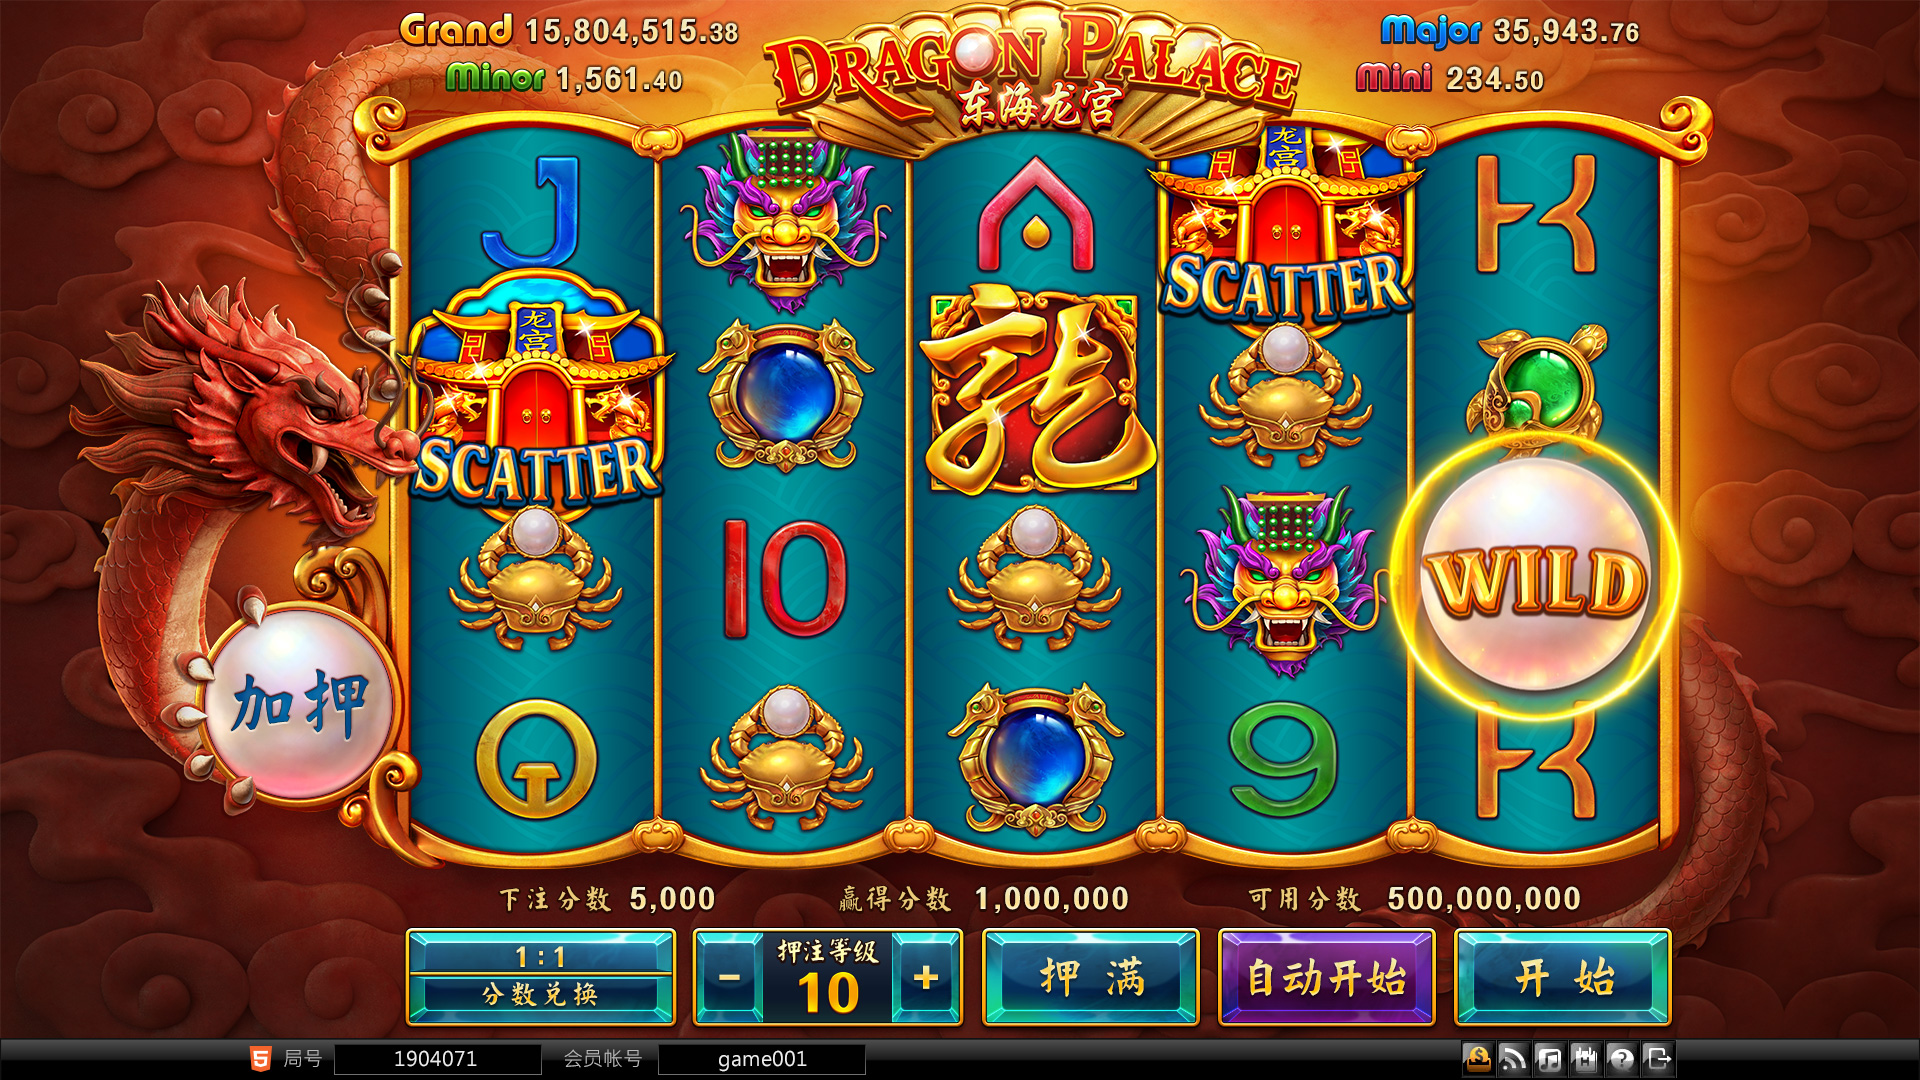 Grand 15,804,515.38
Minor 1,561.40
DRAGON PALACE
东海龙宫
Major 35,943.76
Mini 234.50
J
A
龙宫
SCATTER
K
龙宫
SCATTER
龍
10
WILD
加押
Q
9
K
下注分数 5,000
赢得分数 1,000,000
可用分数 500,000,000
1:1
分数兑换
−
押注等级
10
+
押满
自动开始
开始
局号 1904071
会员帐号 game001